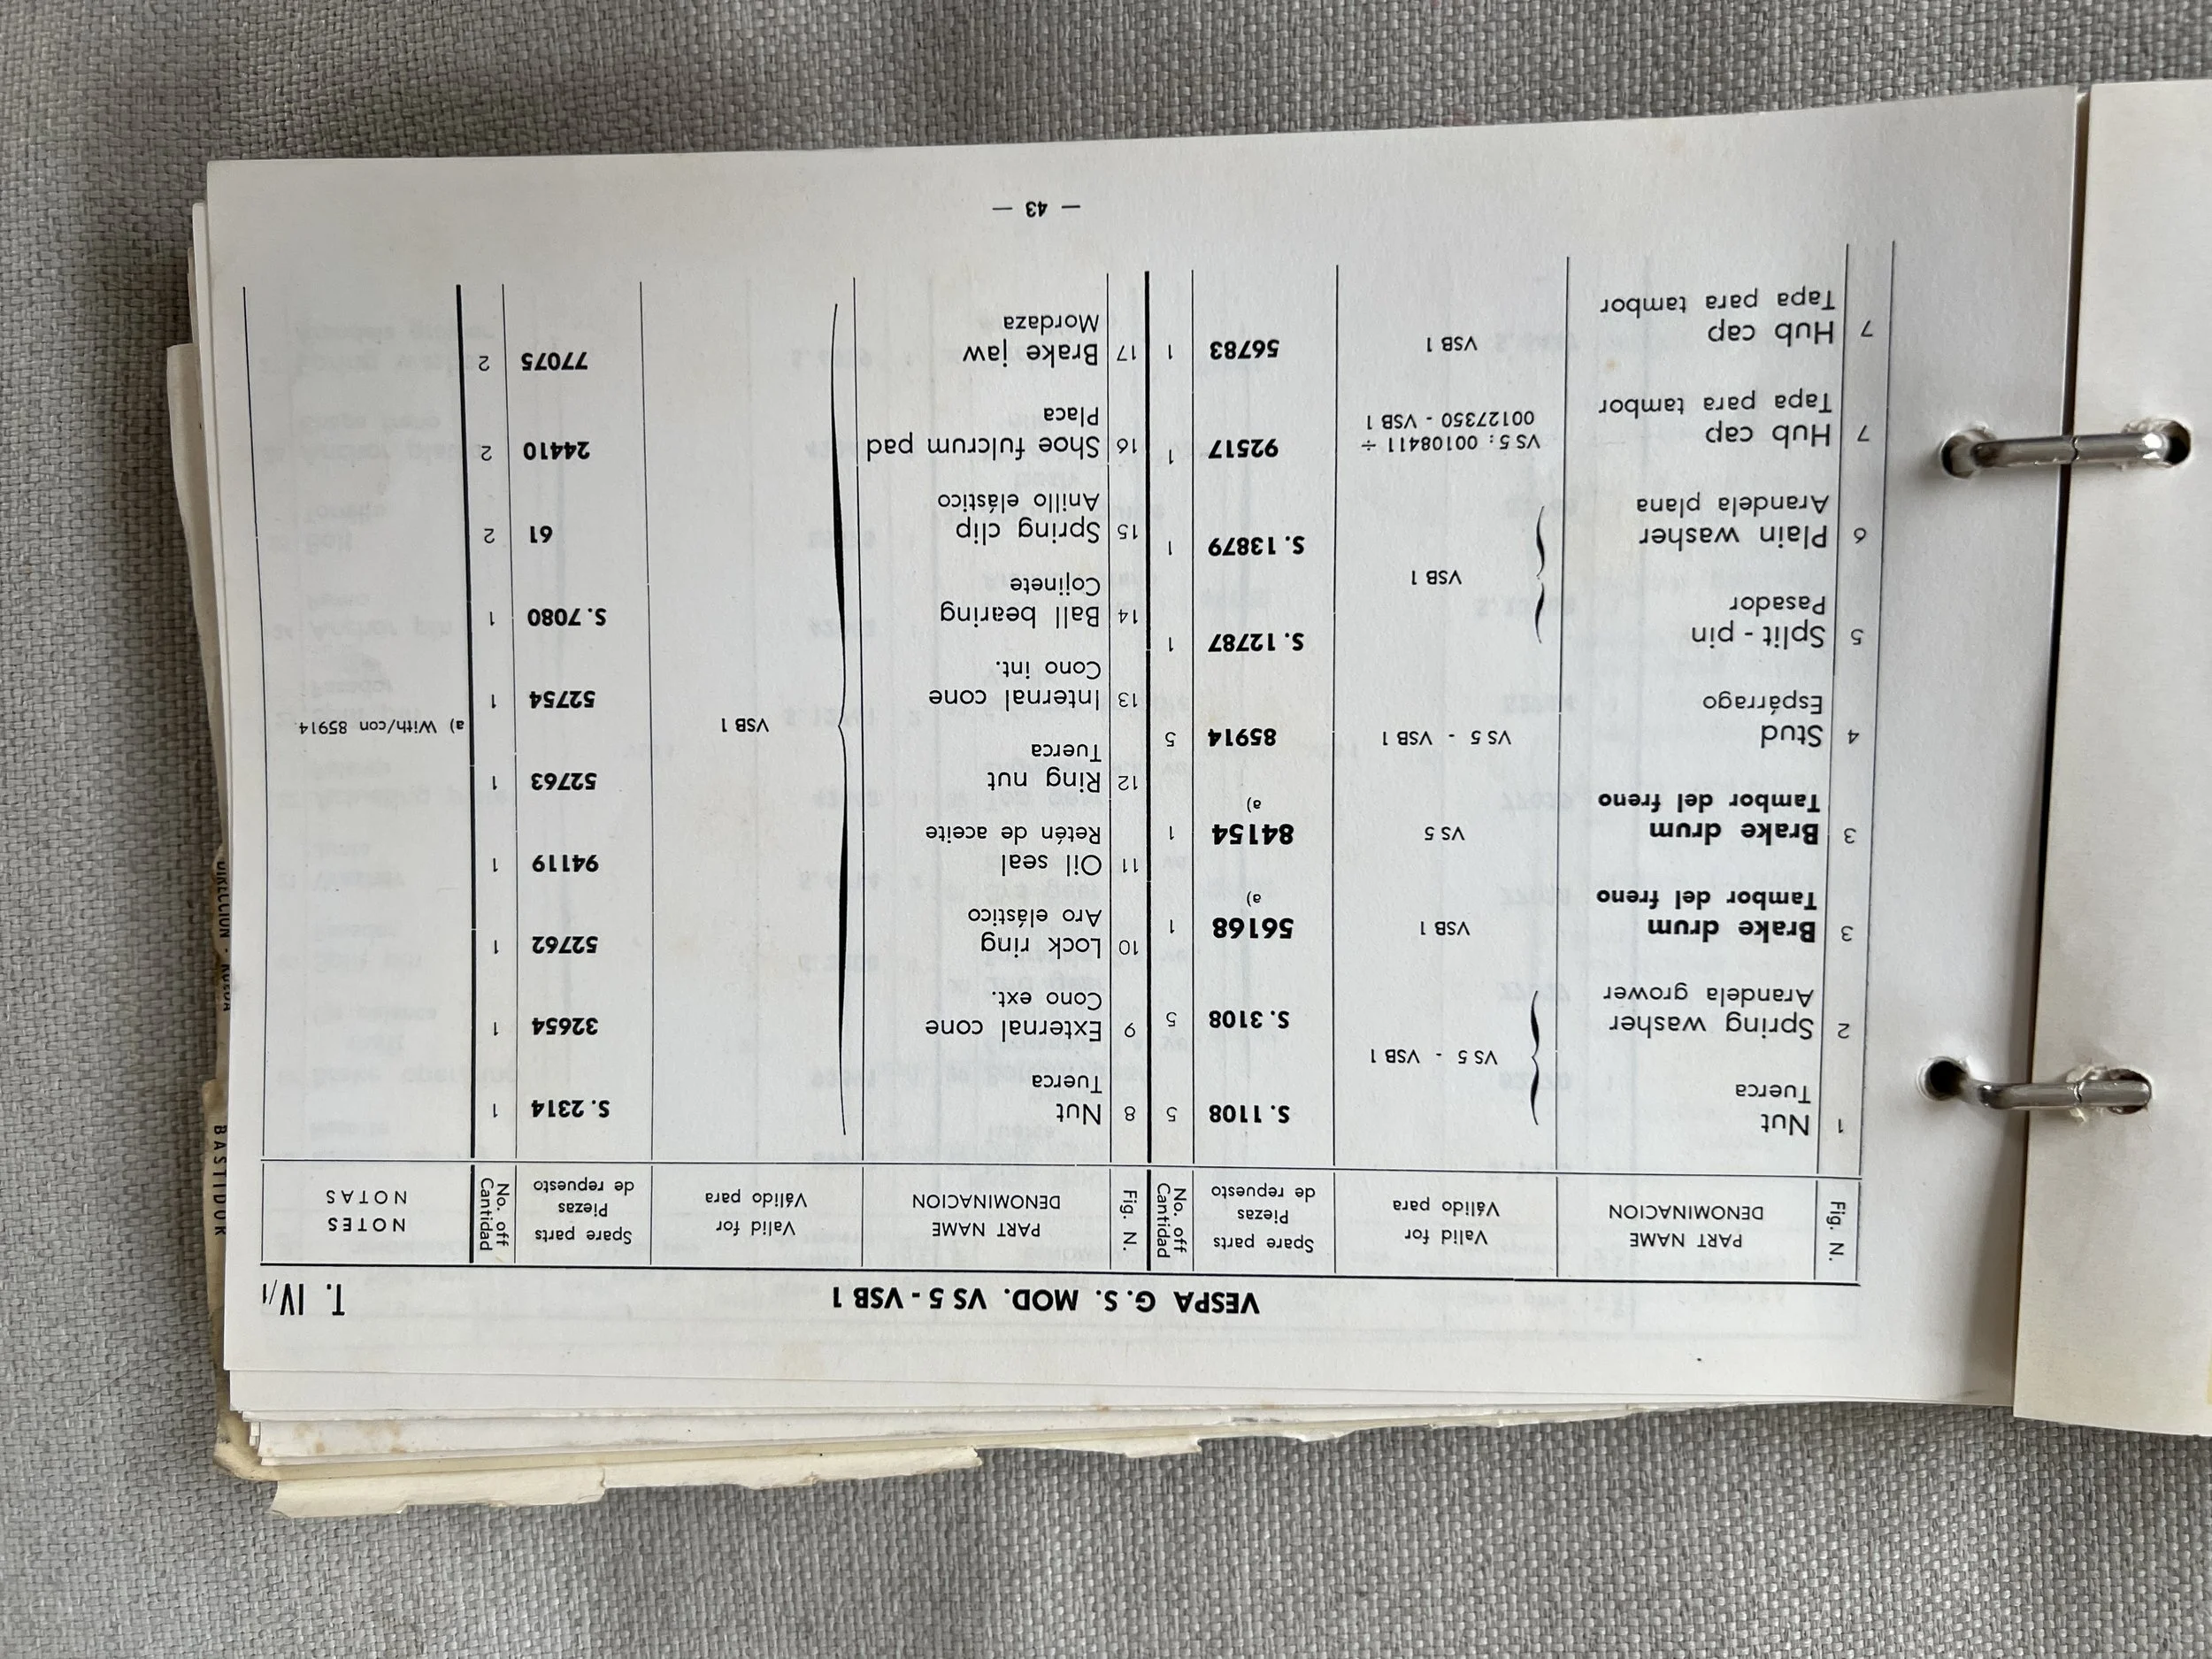 VESPA G. S. MOD. VS 5 - VSB 1
T. IV/1
Fig. N.
PART NAME
DENOMINACION
Valid for
Válido para
Spare parts
Piezas
de repuesto
No. off
Cantidad
1
Nut
Tuerca
S. 1108
5
2
Spring washer
Arandela grower
VS 5 - VSB 1
S. 3108
5
3
Brake drum
Tambor del freno
VSB 1
56168
a)
1
3
Brake drum
Tambor del freno
VS 5
84154
a)
1
4
Stud
Espárrago
VS 5 - VSB 1
85914
5
5
Split - pin
Pasador
S. 12787
1
VSB 1
6
Plain washer
Arandela plana
S. 13879
1
7
Hub cap
Tapa para tambor
VS 5 : 00108411 ÷
00127350 - VSB 1
92517
1
7
Hub cap
Tapa para tambor
VSB 1
56783
1
Fig. N.
PART NAME
DENOMINACION
Valid for
Válido para
Spare parts
Piezas
de repuesto
No. off
Cantidad
NOTES
NOTAS
8
Nut
Tuerca
S. 2314
1
9
External cone
Cono ext.
32654
1
10
Lock ring
Aro elástico
52762
1
11
Oil seal
Retén de aceite
94119
1
12
Ring nut
Tuerca
52763
1
VSB 1
a) With/con 85914.
13
Internal cone
Cono int.
52754
1
14
Ball bearing
Cojinete
S. 7080
1
15
Spring clip
Anillo elástico
61
2
16
Shoe fulcrum pad
Placa
24410
2
17
Brake jaw
Mordaza
77075
2
— 43 —
BASTIDOR